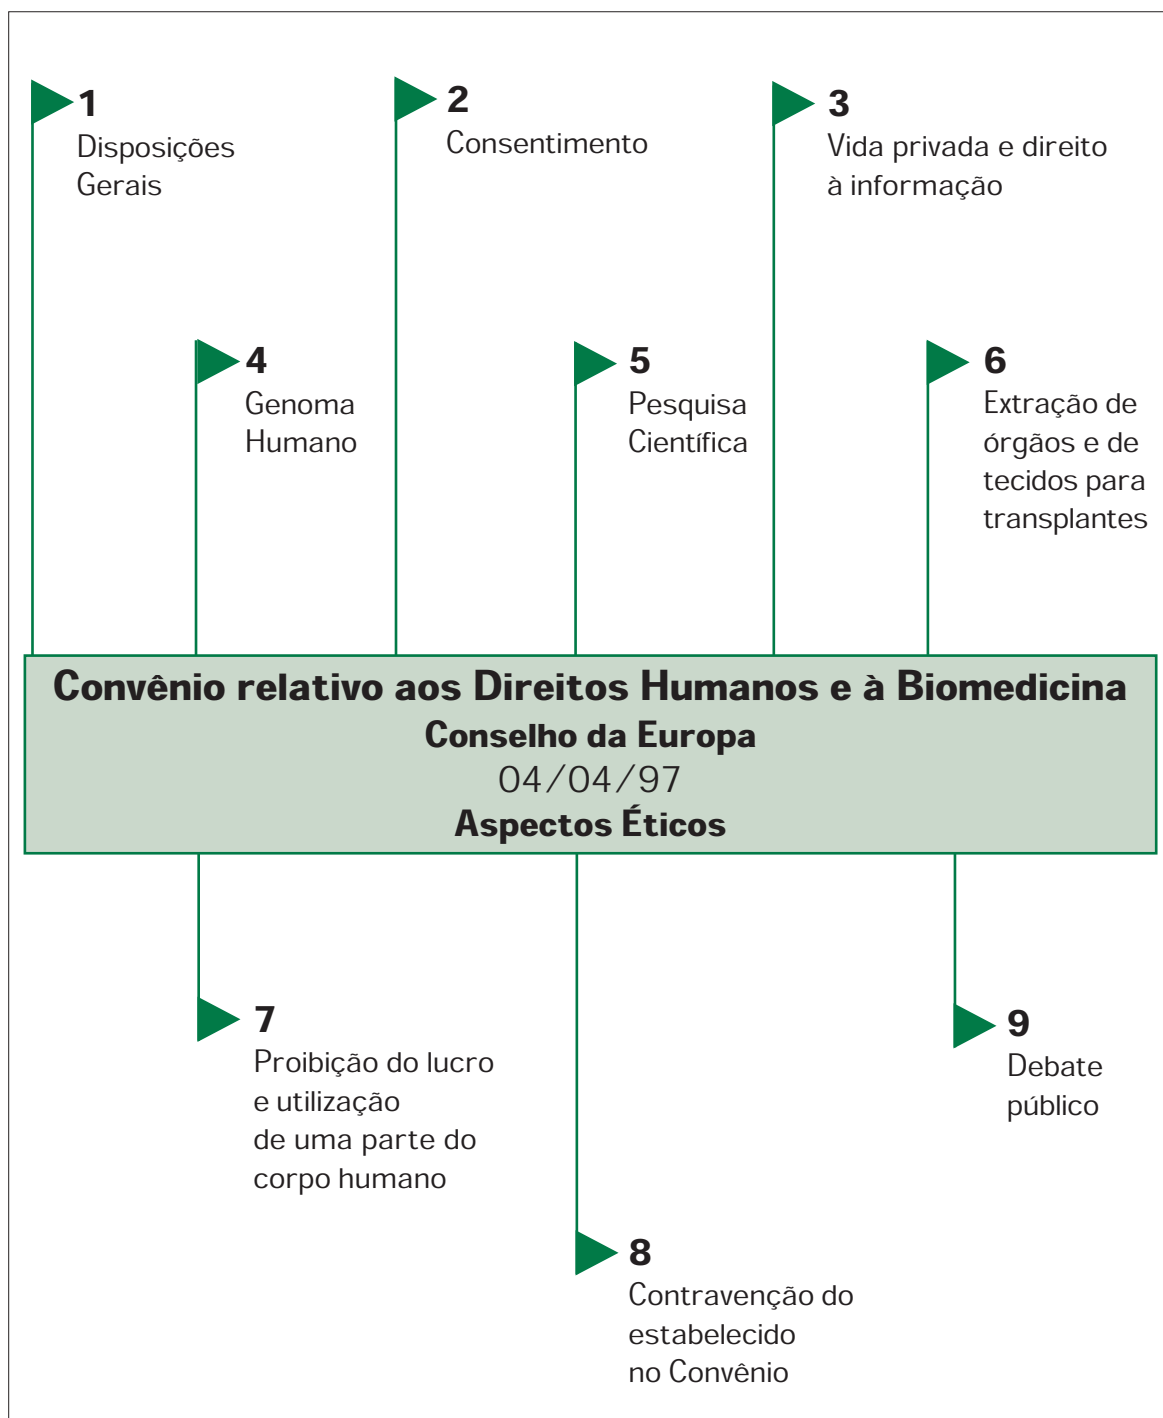 1
Disposições
Gerais
2
Consentimento
3
Vida privada e direito
à informação
4
Genoma
Humano
5
Pesquisa
Científica
6
Extração de
órgãos e de
tecidos para
transplantes
Convênio relativo aos Direitos Humanos e à Biomedicina
Conselho da Europa
04/04/97
Aspectos Éticos
7
Proibição do lucro
e utilização
de uma parte do
corpo humano
8
Contravenção do
estabelecido
no Convênio
9
Debate
público